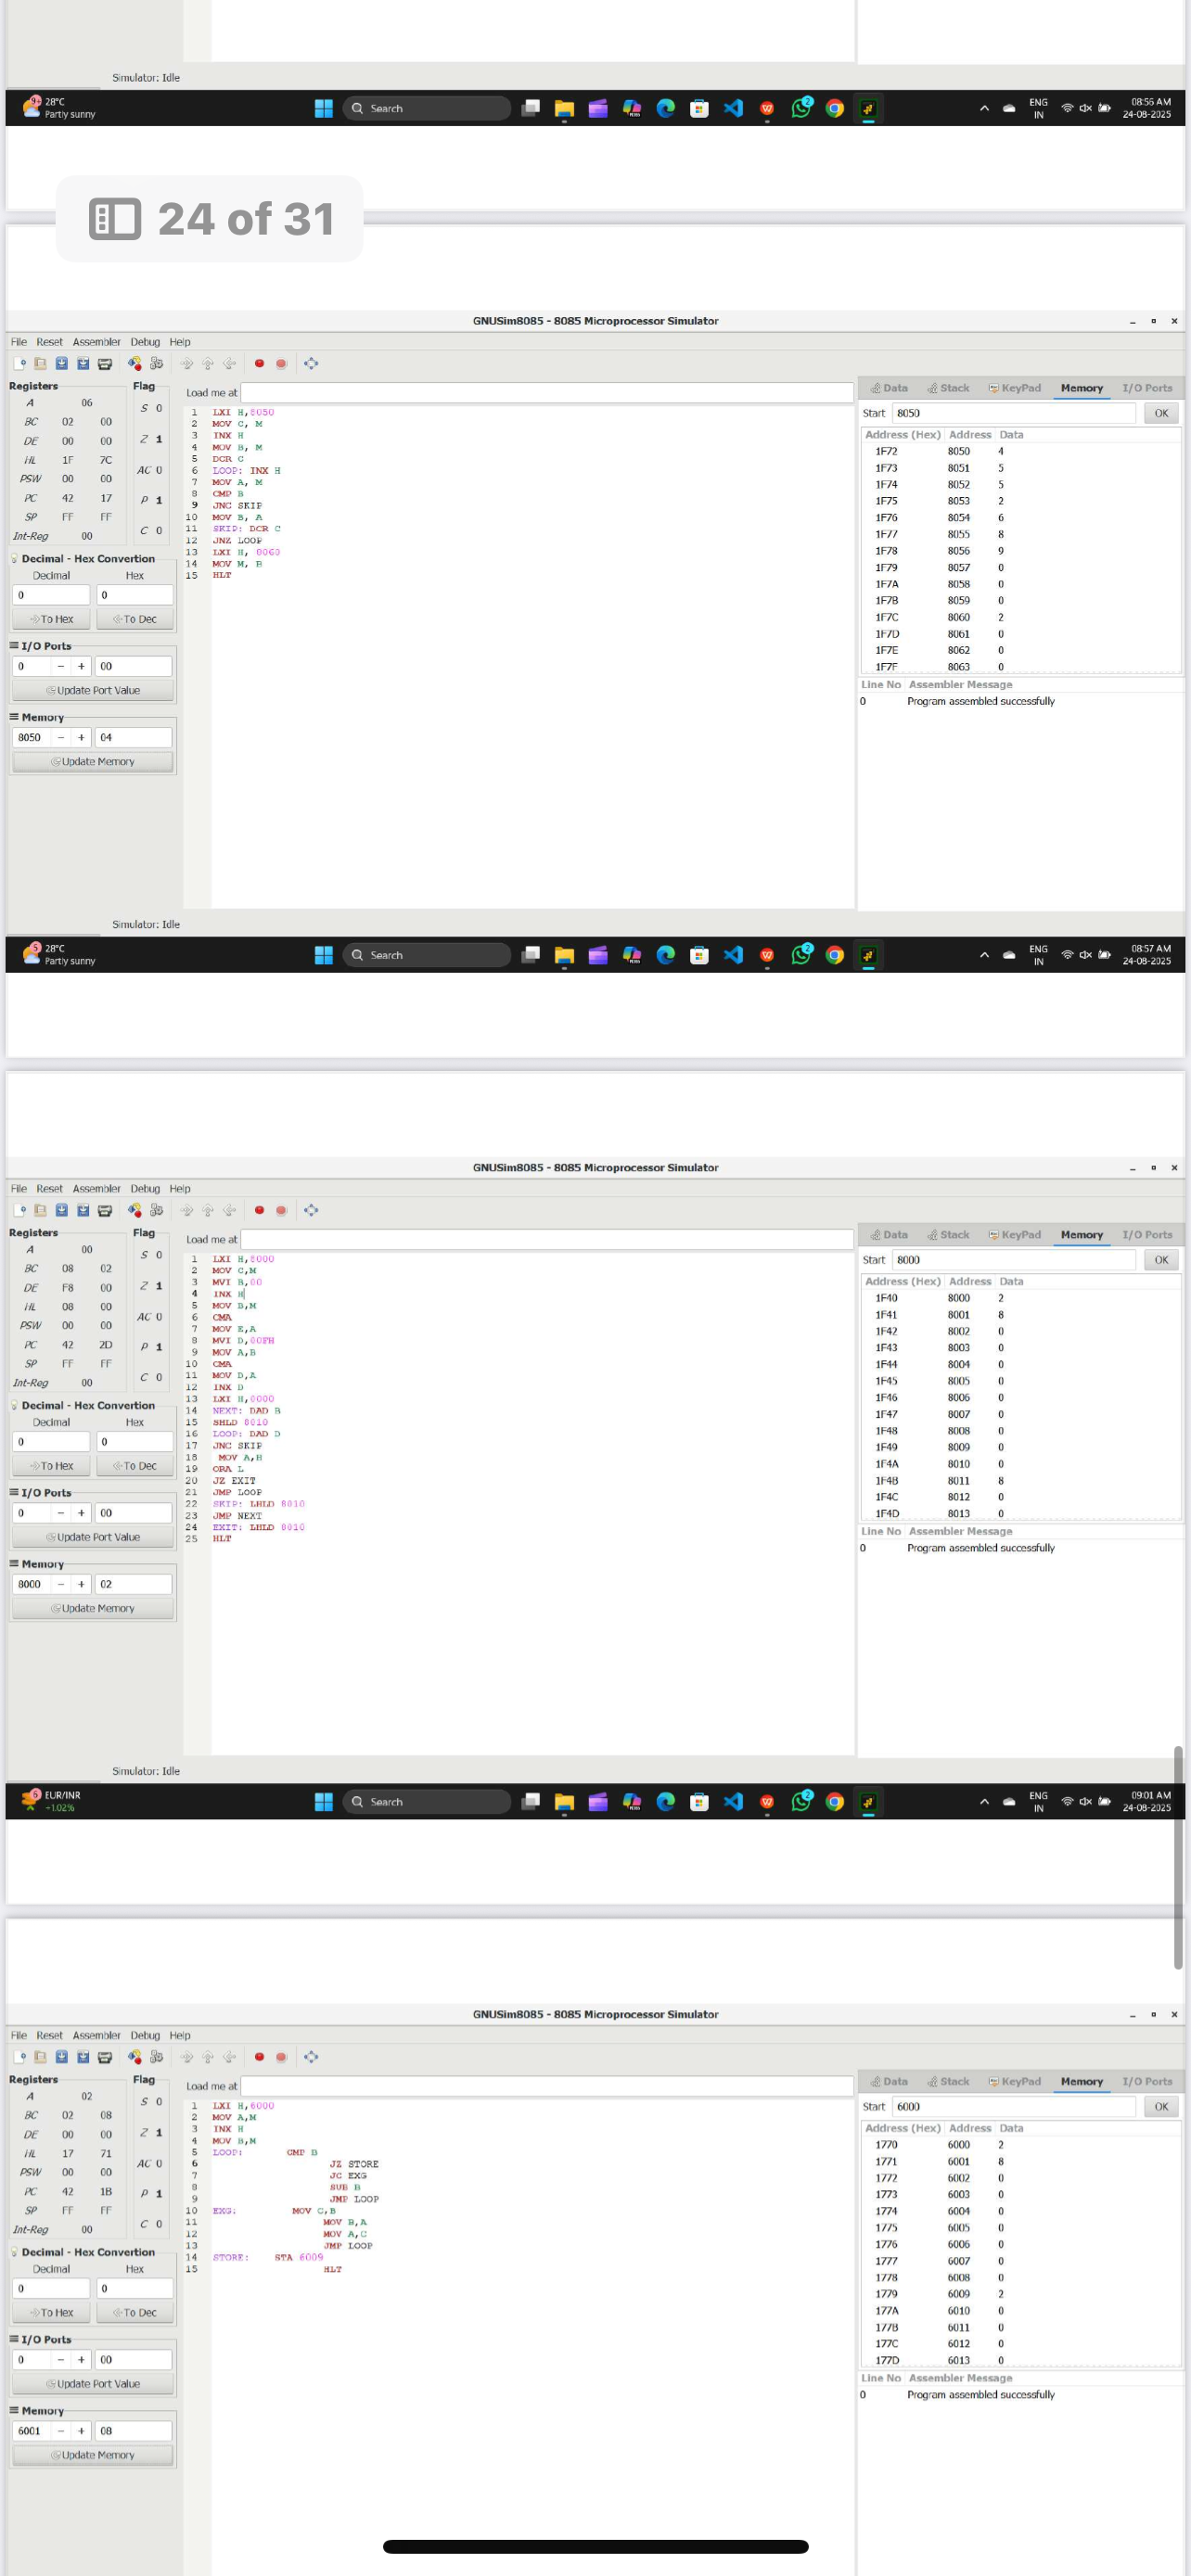 Simulator: Idle
28°C
Partly sunny
Search
ENG
IN
08:56 AM
24-08-2025
24 of 31
GNUSim8085 - 8085 Microprocessor Simulator
File Reset Assembler Debug Help
Registers
A 06
BC 02 00
DE 00 00
HL 1F 7C
PSW 00 00
PC 42 17
SP FF FF
Int-Reg 00
Flag
S 0
Z 1
AC 0
P 1
C 0
Decimal - Hex Convertion
Decimal Hex
0 0
To Hex To Dec
I/O Ports
0 - + 00
Update Port Value
Memory
8050 - + 04
Update Memory
Load me at
1 LXI H,8050
2 MOV C, M
3 INX H
4 MOV B, M
5 DCR C
6 LOOP: INX H
7 MOV A, M
8 CMP B
9 JNC SKIP
10 MOV B, A
11 SKIP: DCR C
12 JNZ LOOP
13 LXI H, 8060
14 MOV M, B
15 HLT
Data Stack KeyPad Memory I/O Ports
Start 8050 OK
Address (Hex) Address Data
1F72 8050 4
1F73 8051 5
1F74 8052 5
1F75 8053 2
1F76 8054 6
1F77 8055 8
1F78 8056 9
1F79 8057 0
1F7A 8058 0
1F7B 8059 0
1F7C 8060 2
1F7D 8061 0
1F7E 8062 0
1F7F 8063 0
Line No Assembler Message
0 Program assembled successfully
Simulator: Idle
5
28°C
Partly sunny
Search
2
ENG
IN
08:57 AM
24-08-2025
GNUSim8085 - 8085 Microprocessor Simulator
File Reset Assembler Debug Help
Registers
A 00
BC 08 02
DE F8 00
HL 08 00
PSW 00 00
PC 42 2D
SP FF FF
Int-Reg 00
Flag
S 0
Z 1
AC 0
P 1
C 0
Decimal - Hex Convertion
Decimal Hex
0 0
To Hex To Dec
I/O Ports
0 - + 00
Update Port Value
Memory
8000 - + 02
Update Memory
Load me at
1 LXI H,8000
2 MOV C,M
3 MVI B,00
4 INX H
5 MOV B,M
6 CMA
7 MOV E,A
8 MVI D,00FH
9 MOV A,B
10 CMA
11 MOV D,A
12 INX D
13 LXI H,0000
14 NEXT: DAD B
15 SHLD 8010
16 LOOP: DAD D
17 JNC SKIP
18 MOV A,H
19 ORA L
20 JZ EXIT
21 JMP LOOP
22 SKIP: LHLD 8010
23 JMP NEXT
24 EXIT: LHLD 8010
25 HLT
Data Stack KeyPad Memory I/O Ports
Start 8000 OK
Address (Hex) Address Data
1F40 8000 2
1F41 8001 8
1F42 8002 0
1F43 8003 0
1F44 8004 0
1F45 8005 0
1F46 8006 0
1F47 8007 0
1F48 8008 0
1F49 8009 0
1F4A 8010 0
1F4B 8011 8
1F4C 8012 0
1F4D 8013 0
Line No Assembler Message
0 Program assembled successfully
Simulator: Idle
6
EUR/INR
-1.02%
Search
2
ENG
IN
09:01 AM
24-08-2025
GNUSim8085 - 8085 Microprocessor Simulator
File Reset Assembler Debug Help
Registers
A 02
BC 02 08
DE 00 00
HL 17 71
PSW 00 00
PC 42 1B
SP FF FF
Int-Reg 00
Flag
S 0
Z 1
AC 0
P 1
C 0
Decimal - Hex Convertion
Decimal Hex
0 0
To Hex To Dec
I/O Ports
0 - + 00
Update Port Value
Memory
6001 - + 08
Update Memory
Load me at
1 LXI H,6000
2 MOV A,M
3 INX H
4 MOV B,M
5 LOOP: CMP B
6 JZ STORE
7 JC EXG
8 SUB B
9 JMP LOOP
10 EXG: MOV C,B
11 MOV B,A
12 MOV A,C
13 JMP LOOP
14 STORE: STA 6009
15 HLT
Data Stack KeyPad Memory I/O Ports
Start 6000 OK
Address (Hex) Address Data
1770 6000 2
1771 6001 8
1772 6002 0
1773 6003 0
1774 6004 0
1775 6005 0
1776 6006 0
1777 6007 0
1778 6008 0
1779 6009 2
177A 6010 0
177B 6011 0
177C 6012 0
177D 6013 0
Line No Assembler Message
0 Program assembled successfully